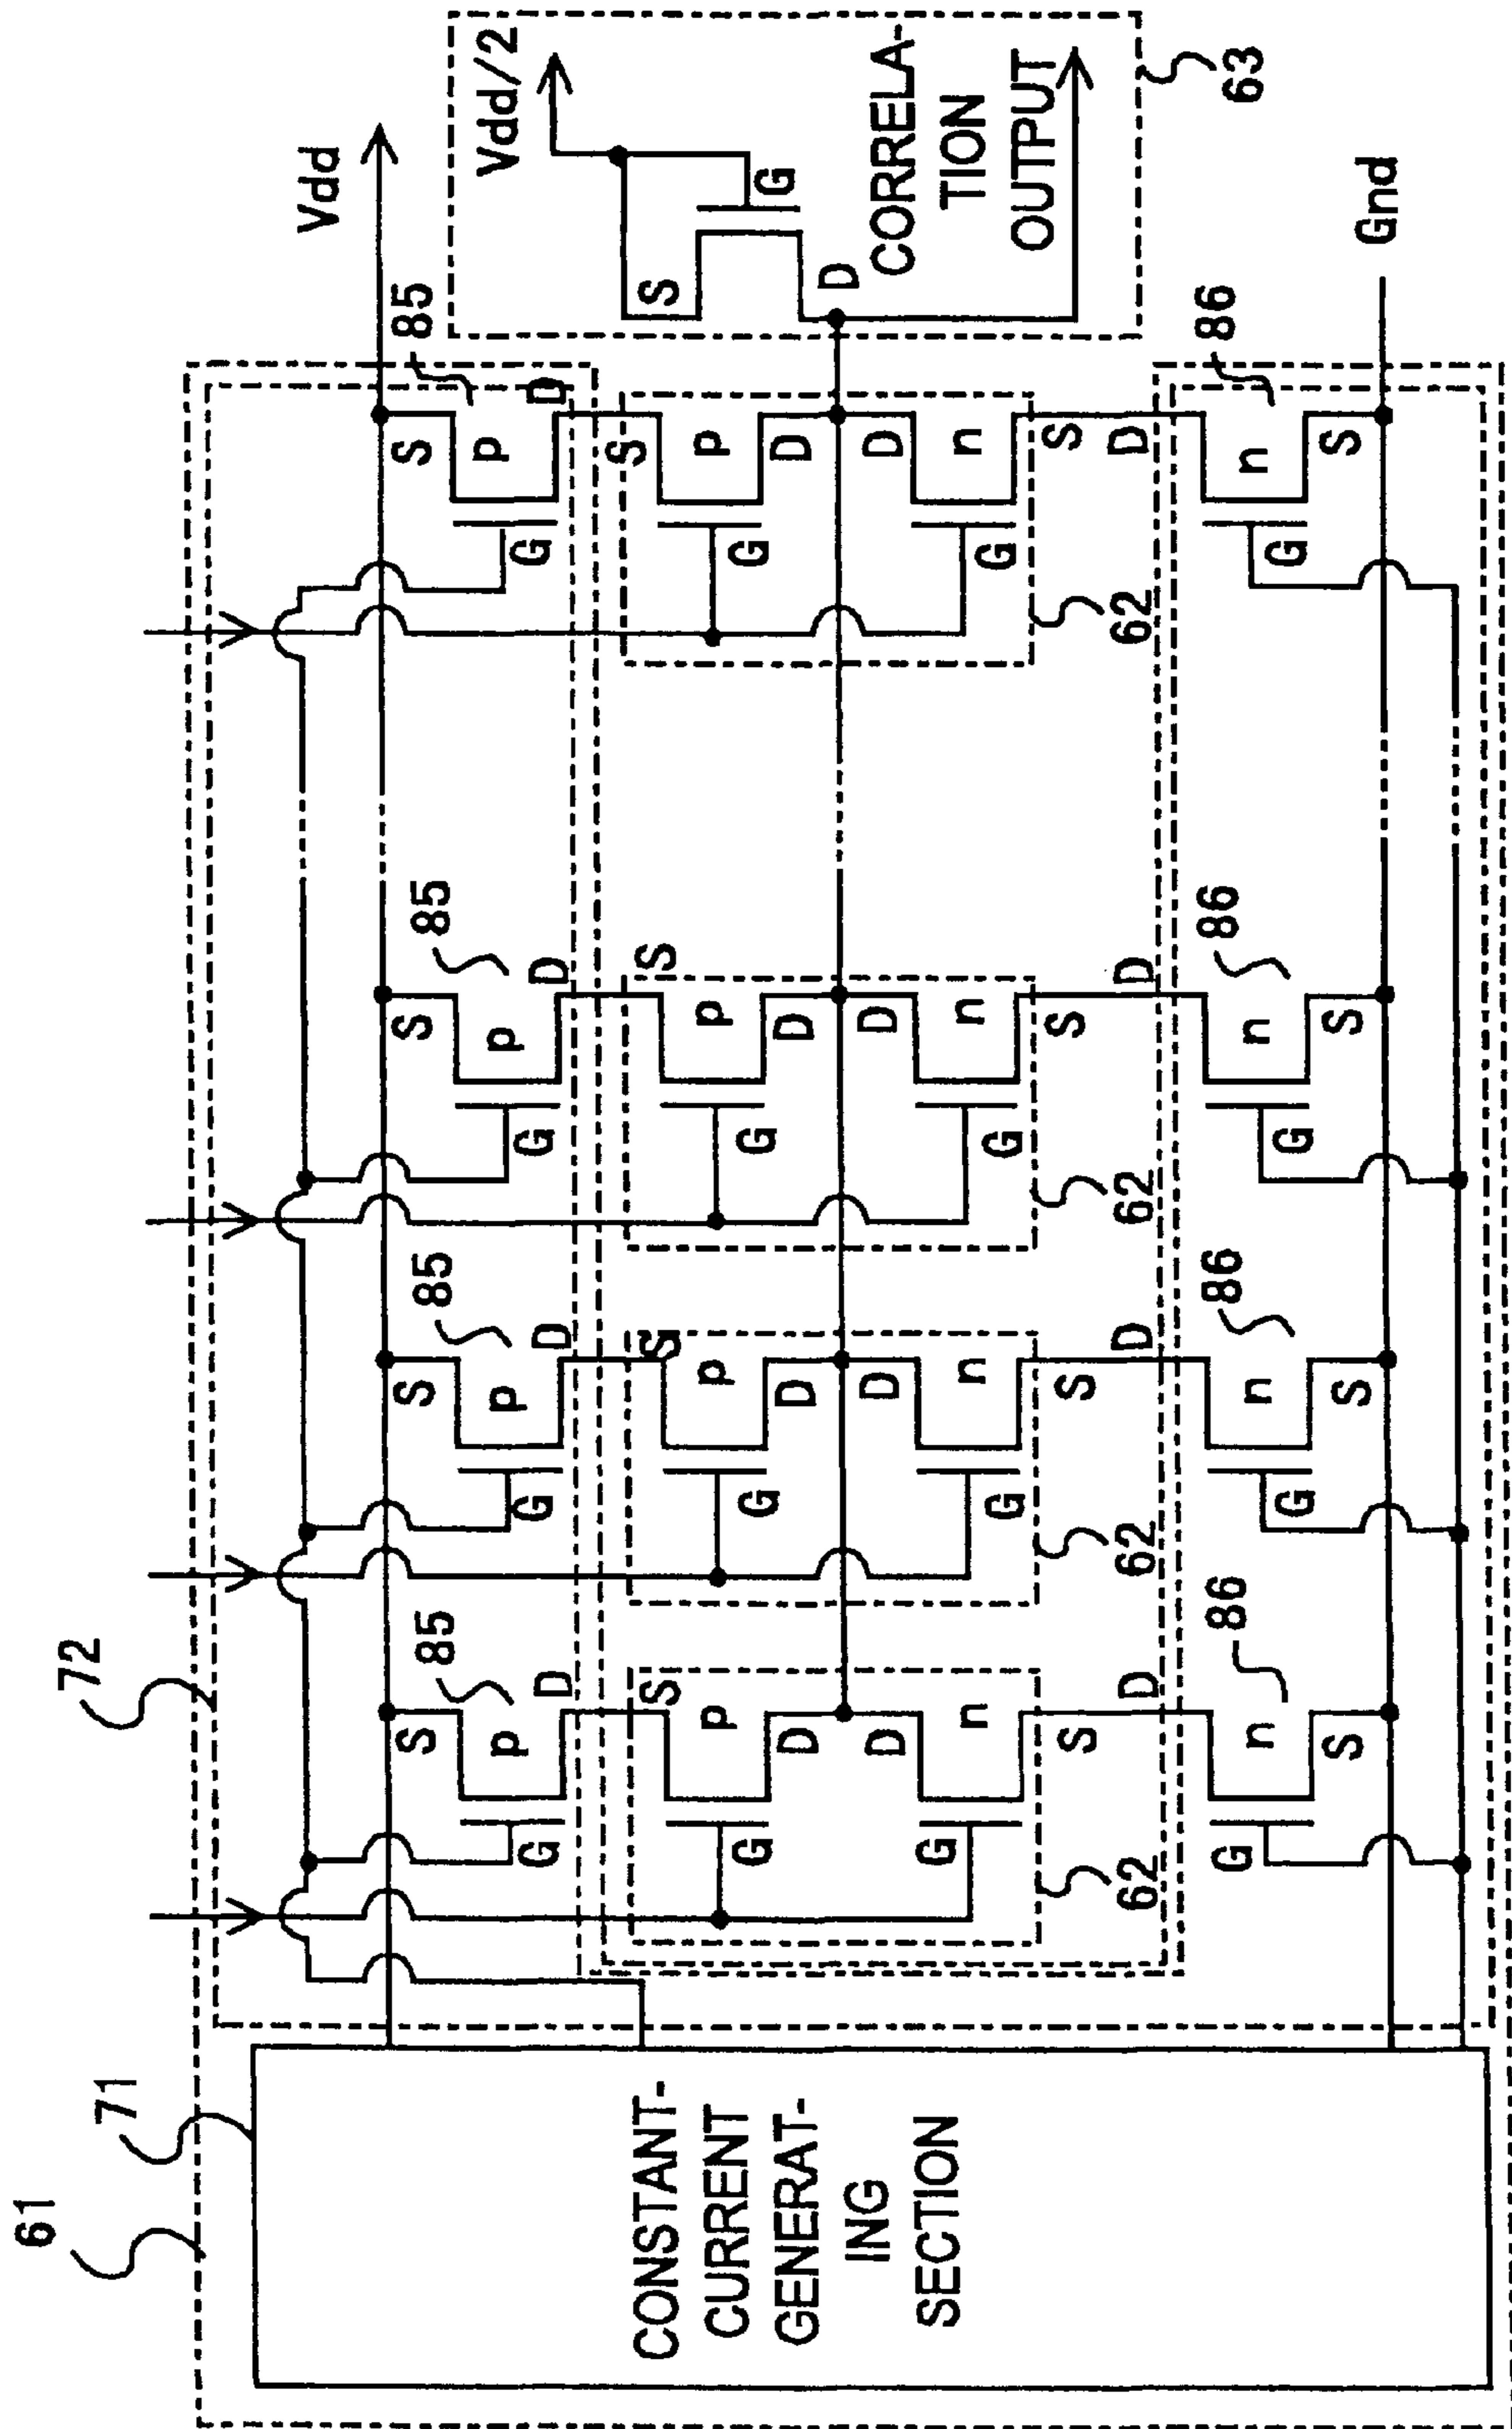 61
71
72
Vdd
85
85
85
85
S
S
S
S
p
p
p
p
G
G
G
G
D
D
D
D
Vdd/2
CONSTANT-
CURRENT
GENERAT-
ING
SECTION
S
S
S
S
p
p
p
p
G
G
G
G
D
D
D
D
S
G
D
D
D
D
D
n
n
n
n
G
G
G
G
S
S
S
S
CORRELA-
TION
OUTPUT
62
62
62
62
D
D
D
D
63
86
86
86
86
n
n
n
n
G
G
G
G
S
S
S
S
Gnd